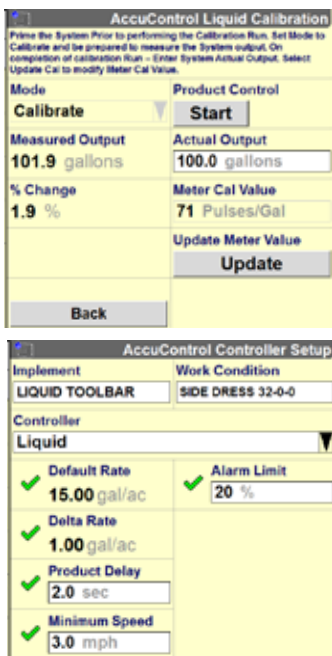 AccuControl Liquid Calibration
Prime the System Prior to performing the Calibration Run. Set Mode to
Calibrate and be prepared to measure the System output. On
completion of calibration Run - Enter System Actual Output. Select
Update Cal to modify Meter Cal Value.
Mode
Product Control
Calibrate
Start
Measured Output
Actual Output
101.9 gallons
100.0 gallons
% Change
Meter Cal Value
1.9 %
71 Pulses/Gal
Update Meter Value
Update
Back
AccuControl Controller Setup
Implement
Work Condition
LIQUID TOOLBAR
SIDE DRESS 32-0-0
Controller
Liquid
Default Rate
Alarm Limit
15.00 gal/ac
20 %
Delta Rate
1.00 gal/ac
Product Delay
2.0 sec
Minimum Speed
3.0 mph